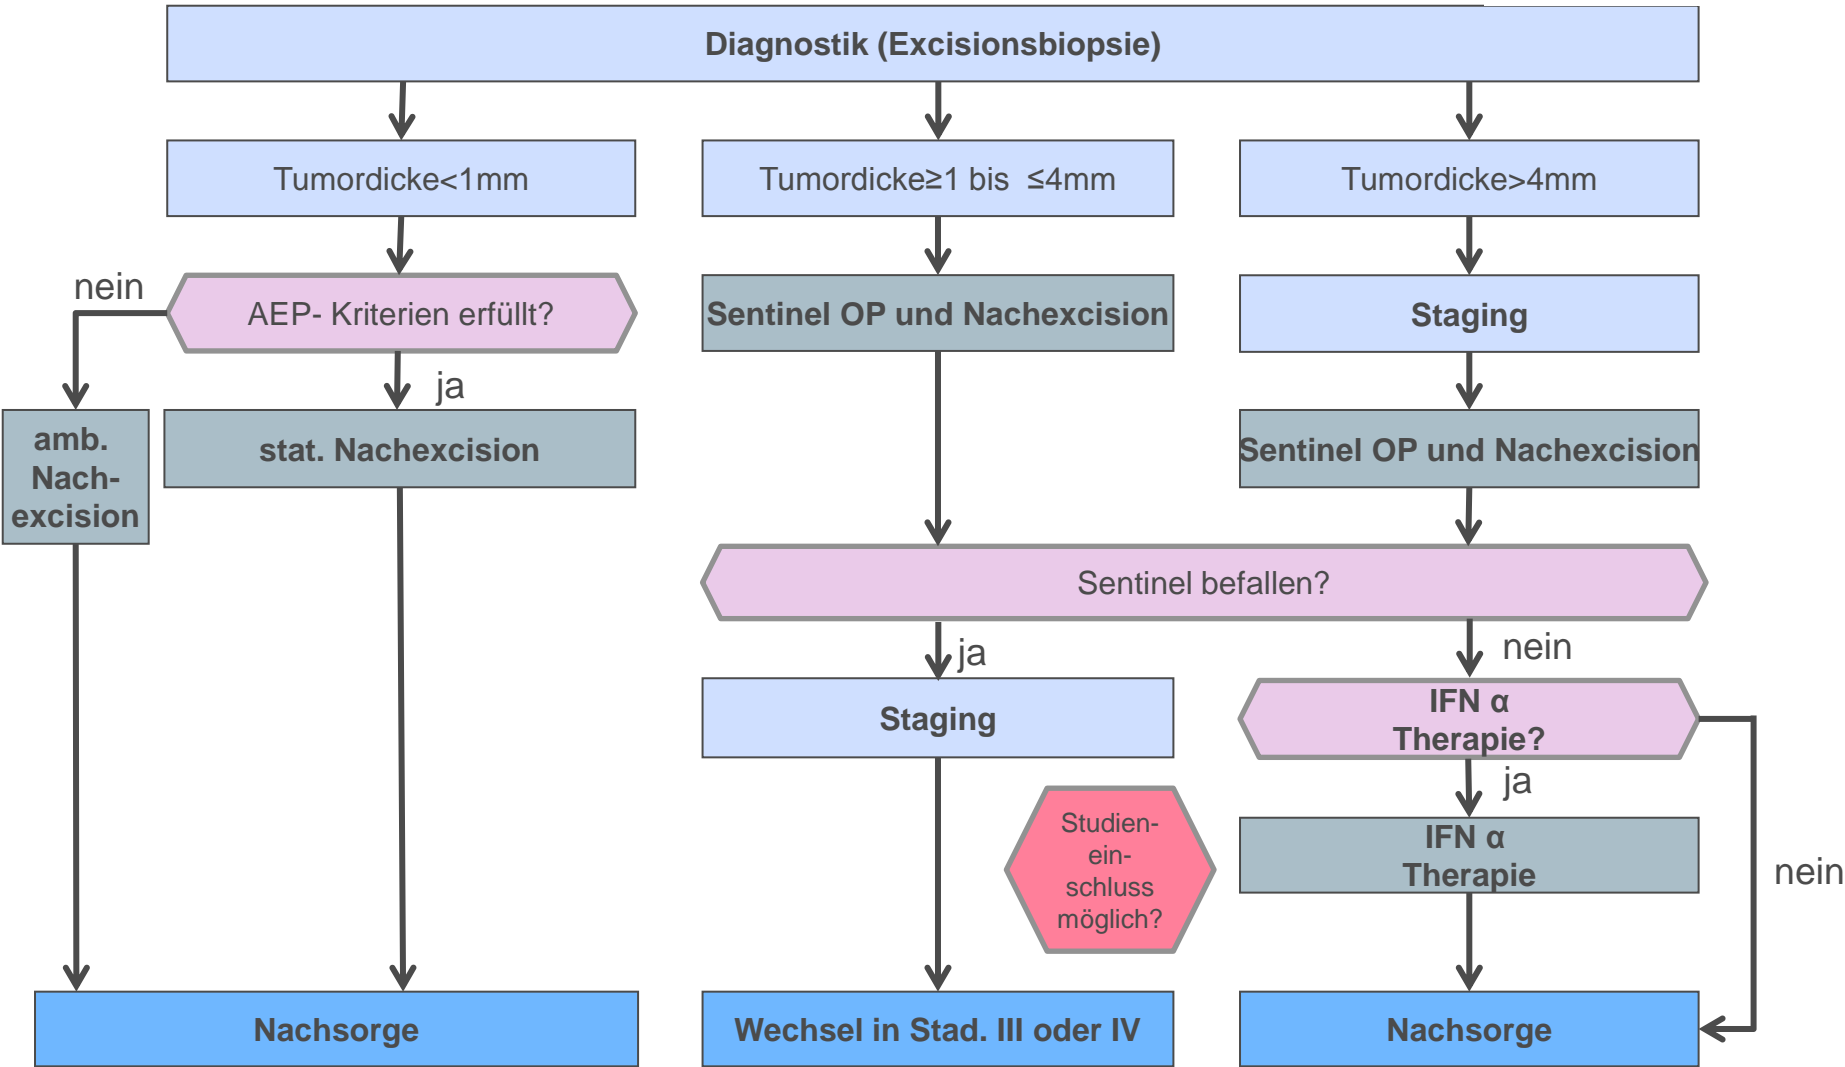 Diagnostik (Excisionsbiopsie)
Tumordicke<1mm
Tumordicke≥1 bis ≤4mm
Tumordicke>4mm
nein
AEP- Kriterien erfüllt?
Sentinel OP und Nachexcision
Staging
ja
amb.
Nach-
excision
stat. Nachexcision
Sentinel OP und Nachexcision
Sentinel befallen?
ja
nein
Staging
IFN α
Therapie?
ja
Studien-
ein-
schluss
möglich?
IFN α
Therapie
nein
Nachsorge
Wechsel in Stad. III oder IV
Nachsorge